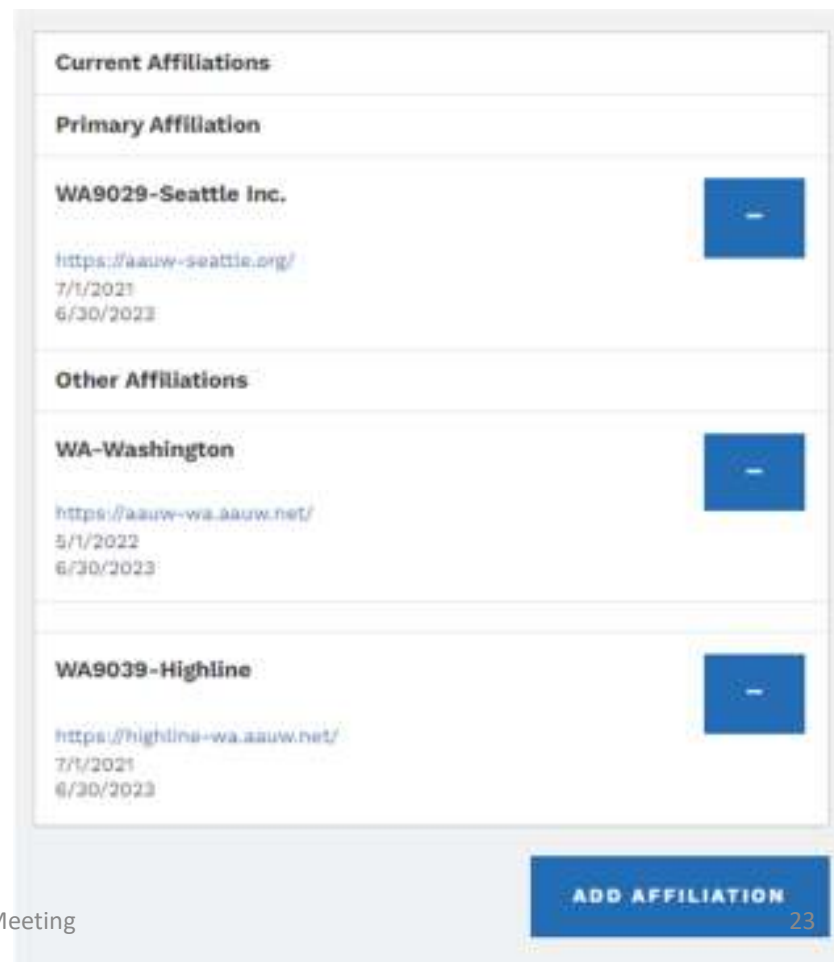 Current Affiliations
Primary Affiliation
WA9029-Seattle Inc.
–
https://aauw-seattle.org/
7/1/2021
6/30/2023
Other Affiliations
WA-Washington
–
https://aauw-wa.aauw.net/
5/1/2022
6/30/2023
WA9039-Highline
–
https://highline-wa.aauw.net/
7/1/2021
6/30/2023
ADD AFFILIATION
Meeting
23